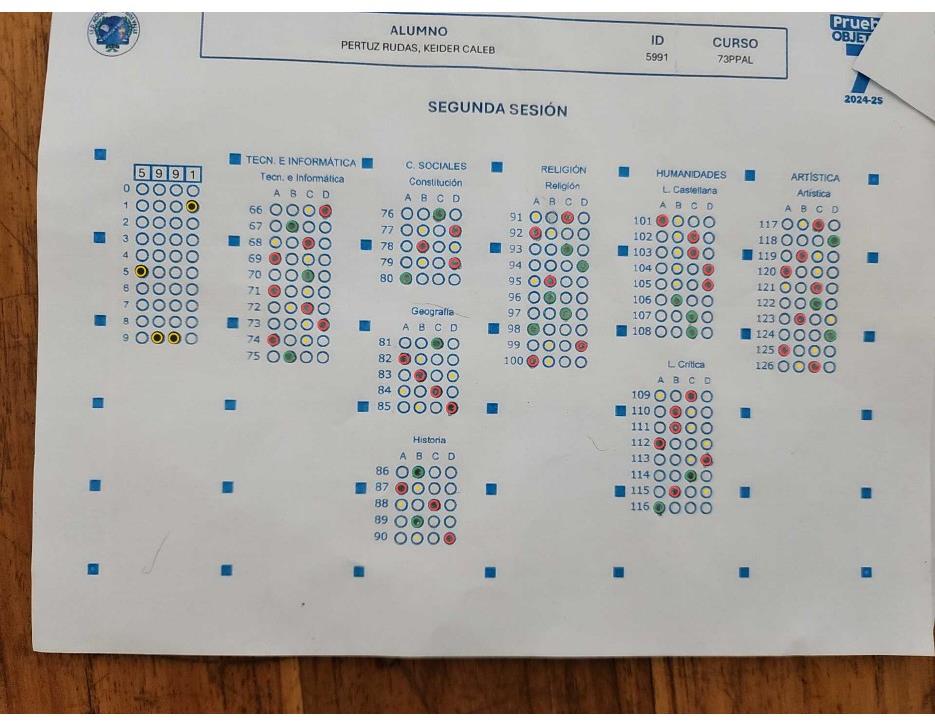 ALUMNO
PERTUZ RUDAS, KEIDER CALEB
ID
5991
CURSO
73PPAL
2024-25
SEGUNDA SESIÓN
5 9 9 1
0
1
2
3
4
5
6
7
8
9
TECN. E INFORMÁTICA
Tecn. e Informática
A B C D
66
67
68
69
70
71
72
73
74
75
C. SOCIALES
Constitución
A B C D
76
77
78
79
80
Geografía
A B C D
81
82
83
84
85
Historia
A B C D
86
87
88
89
90
RELIGIÓN
Religión
A B C D
91
92
93
94
95
96
97
98
99
100
HUMANIDADES
L. Castellana
A B C D
101
102
103
104
105
106
107
108
L. Crítica
A B C D
109
110
111
112
113
114
115
116
ARTÍSTICA
Artística
A B C D
117
118
119
120
121
122
123
124
125
126